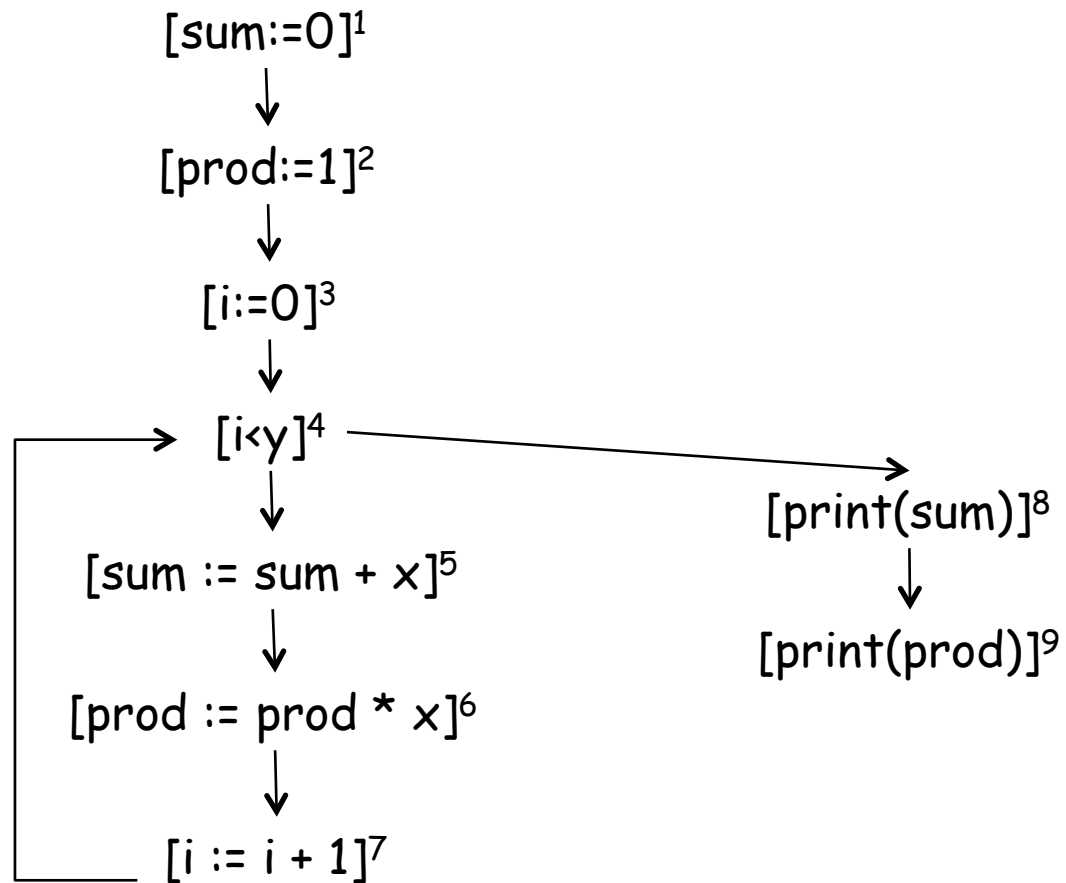 [sum:=0]1
[prod:=1]2
[i:=0]3
[i<y]4
[sum := sum + x]5
[prod := prod * x]6
[i := i + 1]7
[print(sum)]8
[print(prod)]9